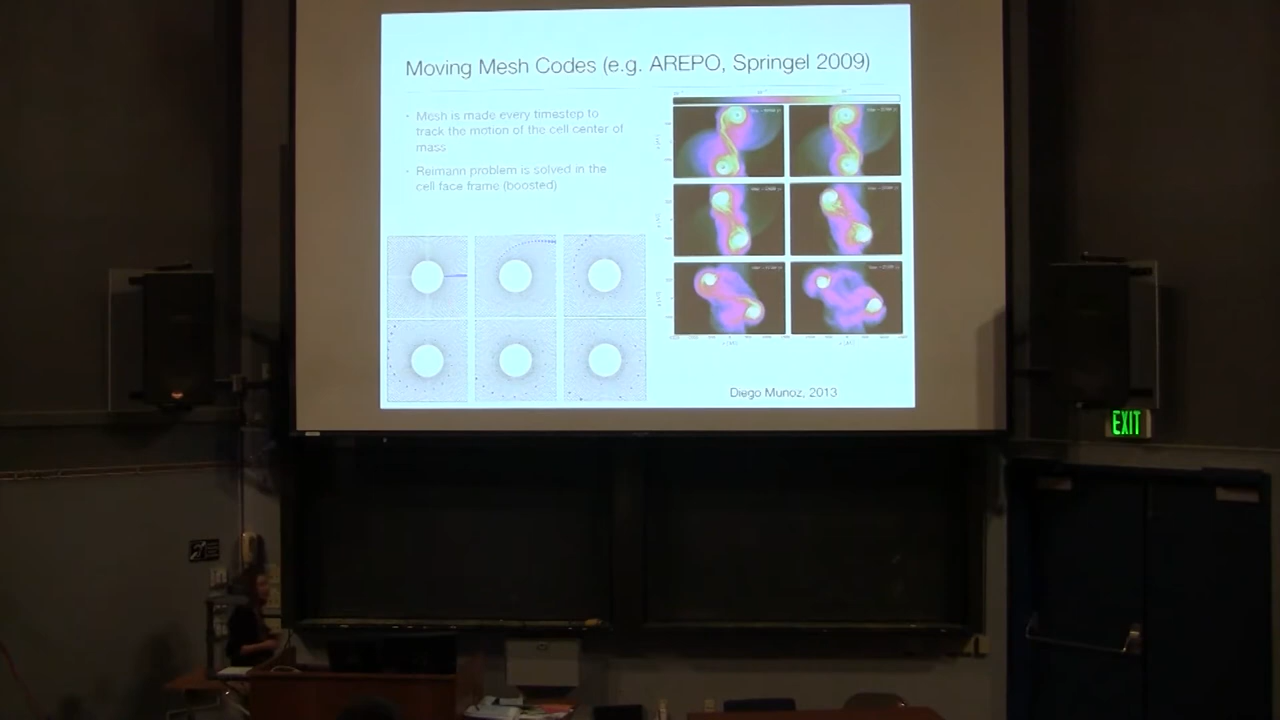 Moving Mesh Codes (e.g. AREPO, Springel 2009)
· Mesh is made every timestep to
track the motion of the cell center of
mass
· Reimann problem is solved in the
cell face frame (boosted)
Diego Munoz, 2013
EXIT